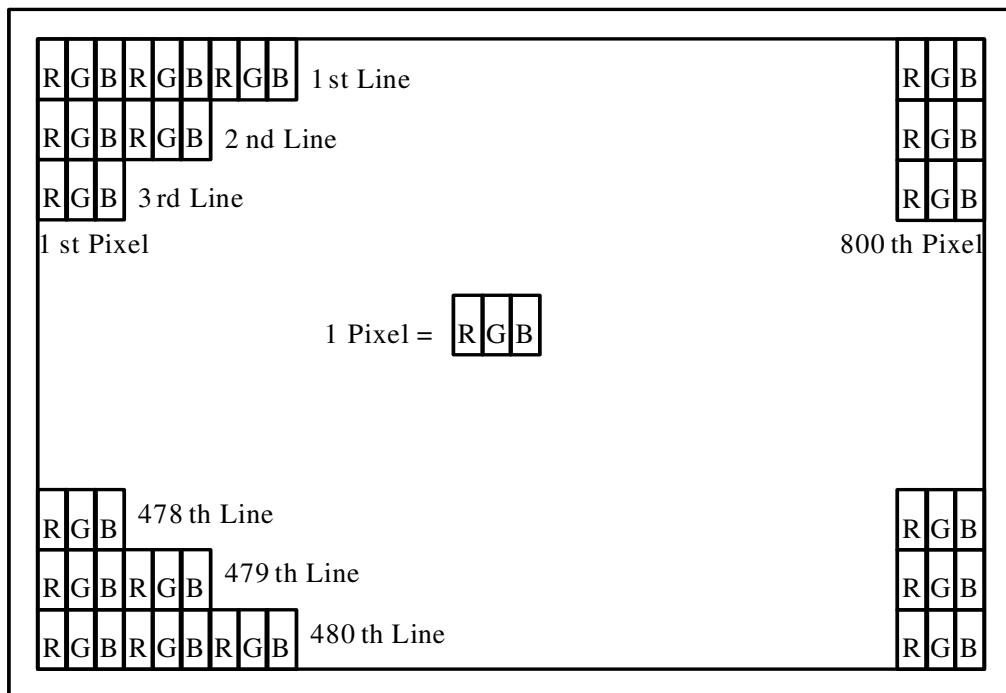 R G B R G B R G B 1 st Line R G B
R G B R G B 2 nd Line R G B
R G B 3 rd Line R G B
1 st Pixel 800 th Pixel
1 Pixel = R G B
R G B 478 th Line R G B
R G B R G B 479 th Line R G B
R G B R G B R G B 480 th Line R G B